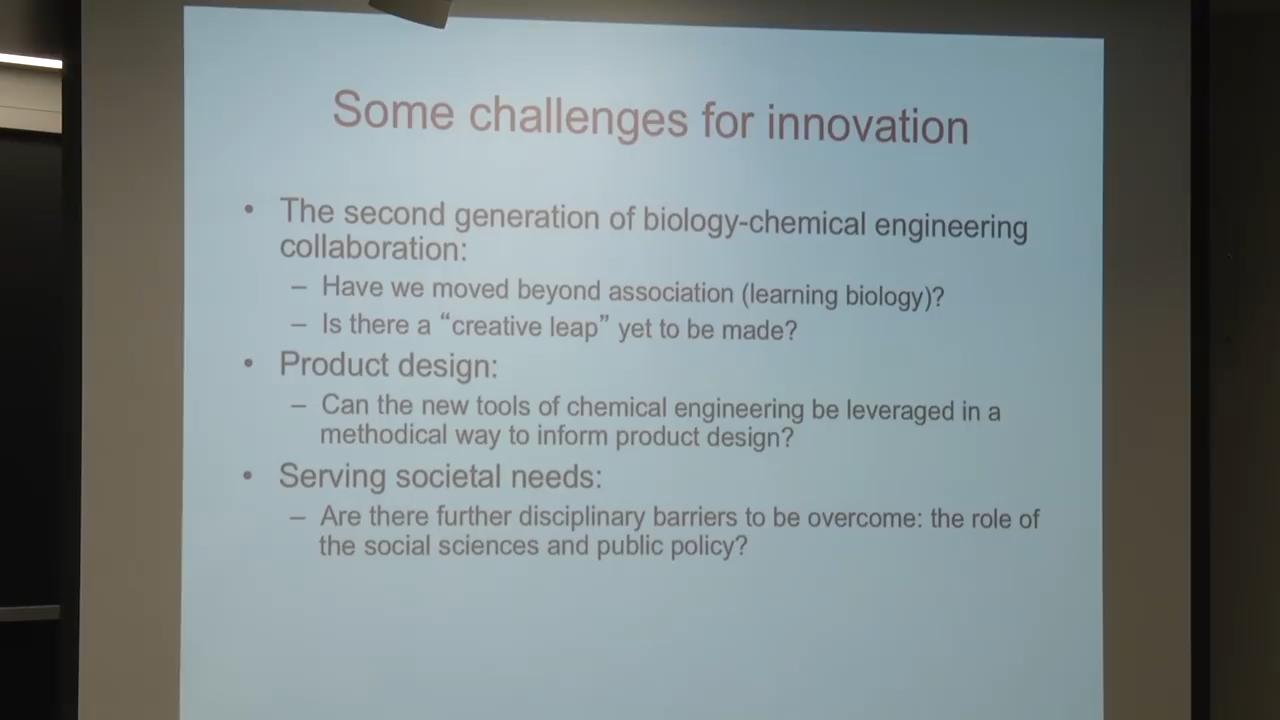 Some challenges for innovation
• The second generation of biology-chemical engineering
collaboration:
– Have we moved beyond association (learning biology)?
– Is there a “creative leap” yet to be made?
• Product design:
– Can the new tools of chemical engineering be leveraged in a
methodical way to inform product design?
• Serving societal needs:
– Are there further disciplinary barriers to be overcome: the role of
the social sciences and public policy?